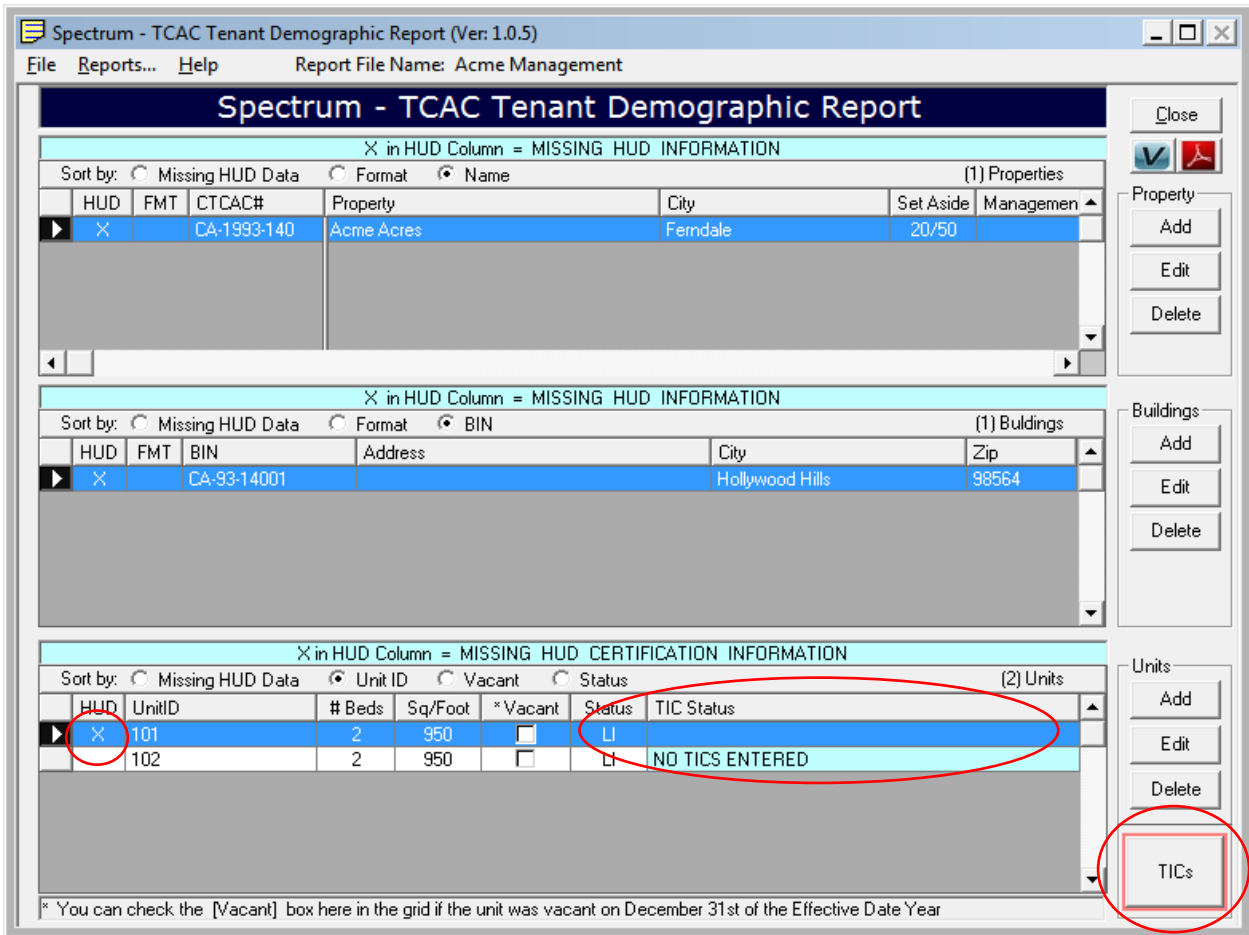 Spectrum - TCAC Tenant Demographic Report (Ver: 1.0.5)
File Reports... Help Report File Name: Acme Management
Spectrum - TCAC Tenant Demographic Report
Close
X in HUD Column = MISSING HUD INFORMATION
Sort by: Missing HUD Data Format Name (1) Properties
Property
HUD FMT CTCAC# Property City Set Aside Managemen
X CA-1993-140 Acme Acres Ferndale 20/50
Add
Edit
Delete
X in HUD Column = MISSING HUD INFORMATION
Sort by: Missing HUD Data Format BIN (1) Buldings
Buildings
HUD FMT BIN Address City Zip
X CA-93-14001 Hollywood Hills 98564
Add
Edit
Delete
X in HUD Column = MISSING HUD CERTIFICATION INFORMATION
Sort by: Missing HUD Data Unit ID Vacant Status (2) Units
Units
HUD UnitID # Beds Sq/Foot *Vacant Status TIC Status
X 101 2 950 LI
102 2 950 LI NO TICS ENTERED
Add
Edit
Delete
TICs
* You can check the [Vacant] box here in the grid if the unit was vacant on December 31st of the Effective Date Year